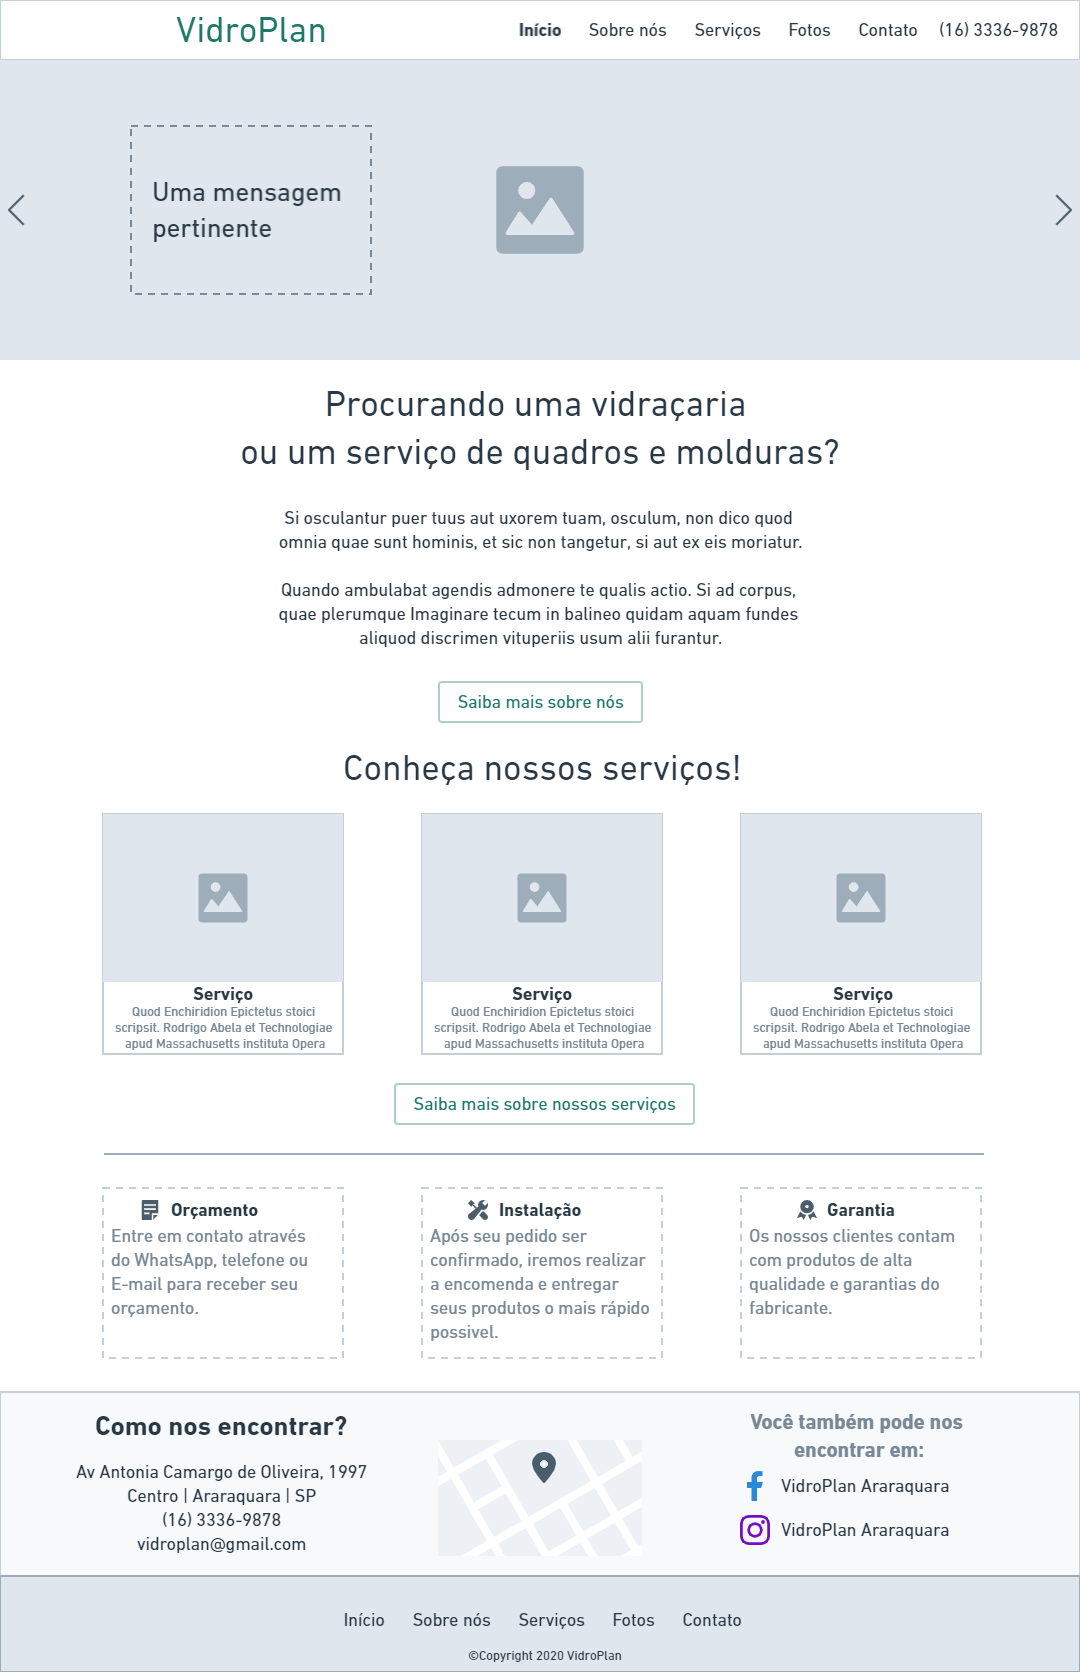 VidroPlan
Início Sobre nós Serviços Fotos Contato (16) 3336-9878
Uma mensagem
pertinente
Procurando uma vidraçaria
ou um serviço de quadros e molduras?
Si osculantur puer tuus aut uxorem tuam, osculum, non dico quod
omnia quae sunt hominis, et sic non tangetur, si aut ex eis moriatur.
Quando ambulabat agendis admonere te qualis actio. Si ad corpus,
quae plerumque Imaginare tecum in balineo quidam aquam fundes
aliquod discrimen vituperiis usum alii furantur.
Saiba mais sobre nós
Conheça nossos serviços!
Serviço
Quod Enchiridion Epictetus stoici
scripsit. Rodrigo Abela et Technologiae
apud Massachusetts instituta Opera
Serviço
Quod Enchiridion Epictetus stoici
scripsit. Rodrigo Abela et Technologiae
apud Massachusetts instituta Opera
Serviço
Quod Enchiridion Epictetus stoici
scripsit. Rodrigo Abela et Technologiae
apud Massachusetts instituta Opera
Saiba mais sobre nossos serviços
Orçamento
Entre em contato através
do WhatsApp, telefone ou
E-mail para receber seu
orçamento.
Instalação
Após seu pedido ser
confirmado, iremos realizar
a encomenda e entregar
seus produtos o mais rápido
possivel.
Garantia
Os nossos clientes contam
com produtos de alta
qualidade e garantias do
fabricante.
Como nos encontrar?
Av Antonia Camargo de Oliveira, 1997
Centro | Araraquara | SP
(16) 3336-9878
vidroplan@gmail.com
Você também pode nos
encontrar em:
VidroPlan Araraquara
VidroPlan Araraquara
Início Sobre nós Serviços Fotos Contato
©Copyright 2020 VidroPlan